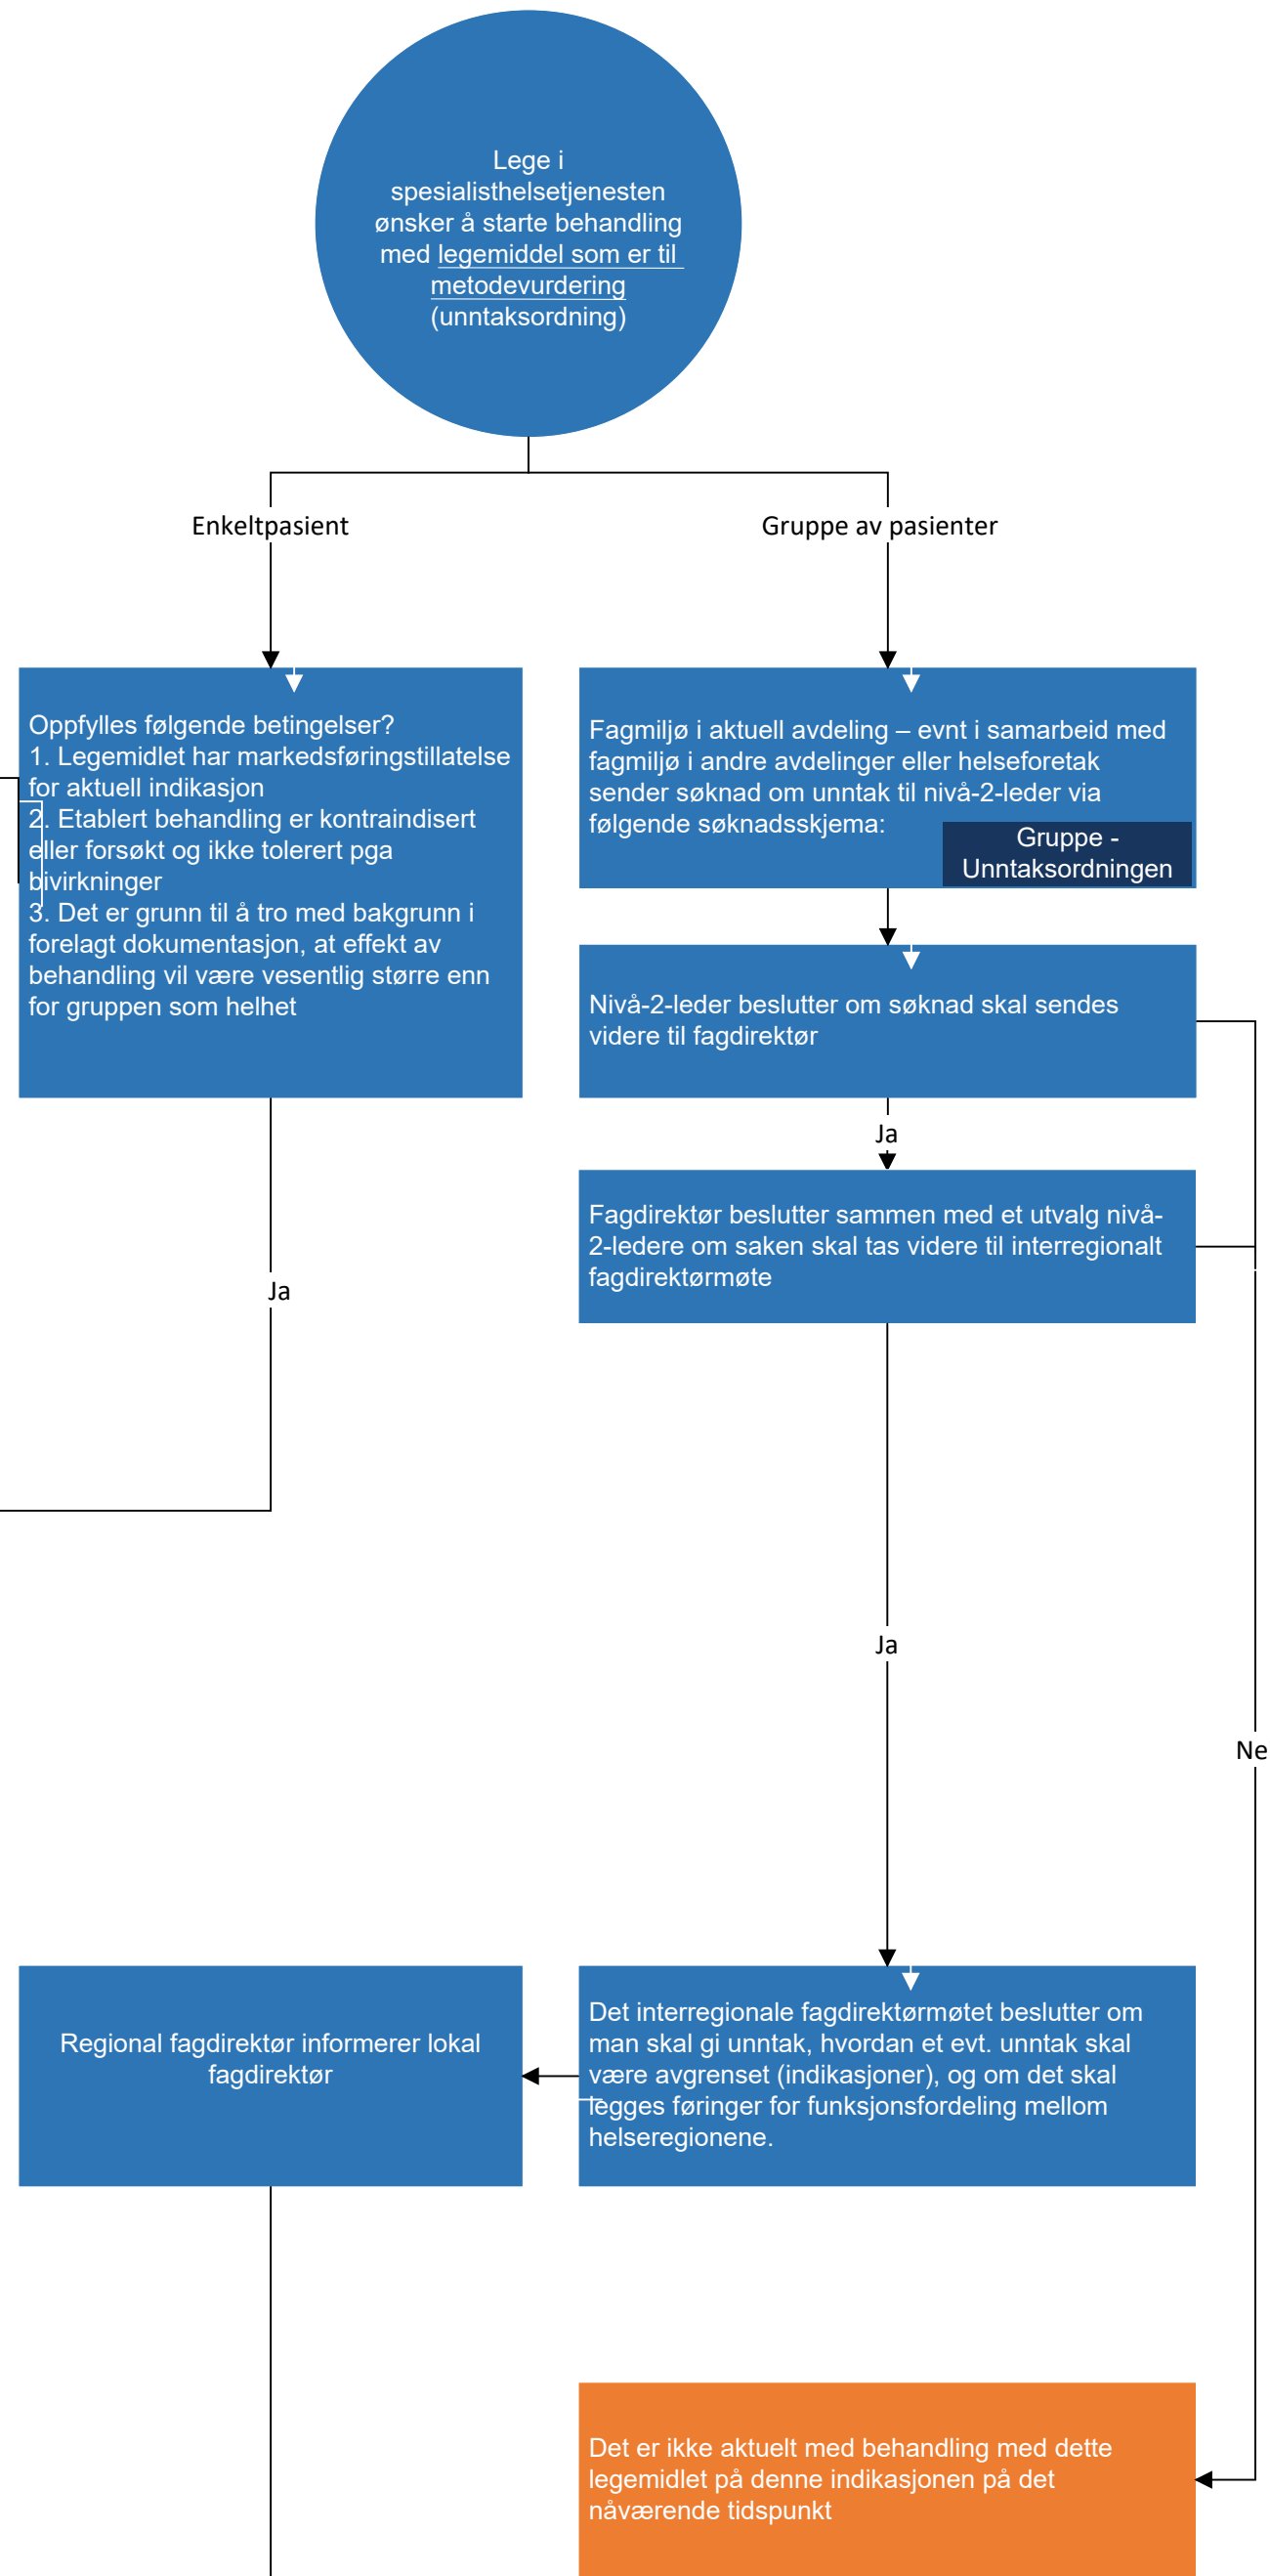 Lege i
spesialisthelsetjenesten
ønsker å starte behandling
med legemiddel som er til
metodevurdering
(unntaksordning)
Enkeltpasient
Gruppe av pasienter
Oppfylles følgende betingelser?
1. Legemidlet har markedsføringstillatelse
for aktuell indikasjon
2. Etablert behandling er kontraindisert
eller forsøkt og ikke tolerert pga
bivirkninger
3. Det er grunn til å tro med bakgrunn i
forelagt dokumentasjon, at effekt av
behandling vil være vesentlig større enn
for gruppen som helhet
Fagmiljø i aktuell avdeling – evnt i samarbeid med
fagmiljø i andre avdelinger eller helseforetak
sender søknad om unntak til nivå-2-leder via
følgende søknadsskjema:
Gruppe -
Unntaksordningen
Nivå-2-leder beslutter om søknad skal sendes
videre til fagdirektør
Ja
Fagdirektør beslutter sammen med et utvalg nivå-
2-ledere om saken skal tas videre til interregionalt
fagdirektørmøte
Ja
Ja
Ne
Regional fagdirektør informerer lokal
fagdirektør
Det interregionale fagdirektørmøtet beslutter om
man skal gi unntak, hvordan et evt. unntak skal
være avgrenset (indikasjoner), og om det skal
legges føringer for funksjonsfordeling mellom
helseregionene.
Det er ikke aktuelt med behandling med dette
legemidlet på denne indikasjonen på det
nåværende tidspunkt